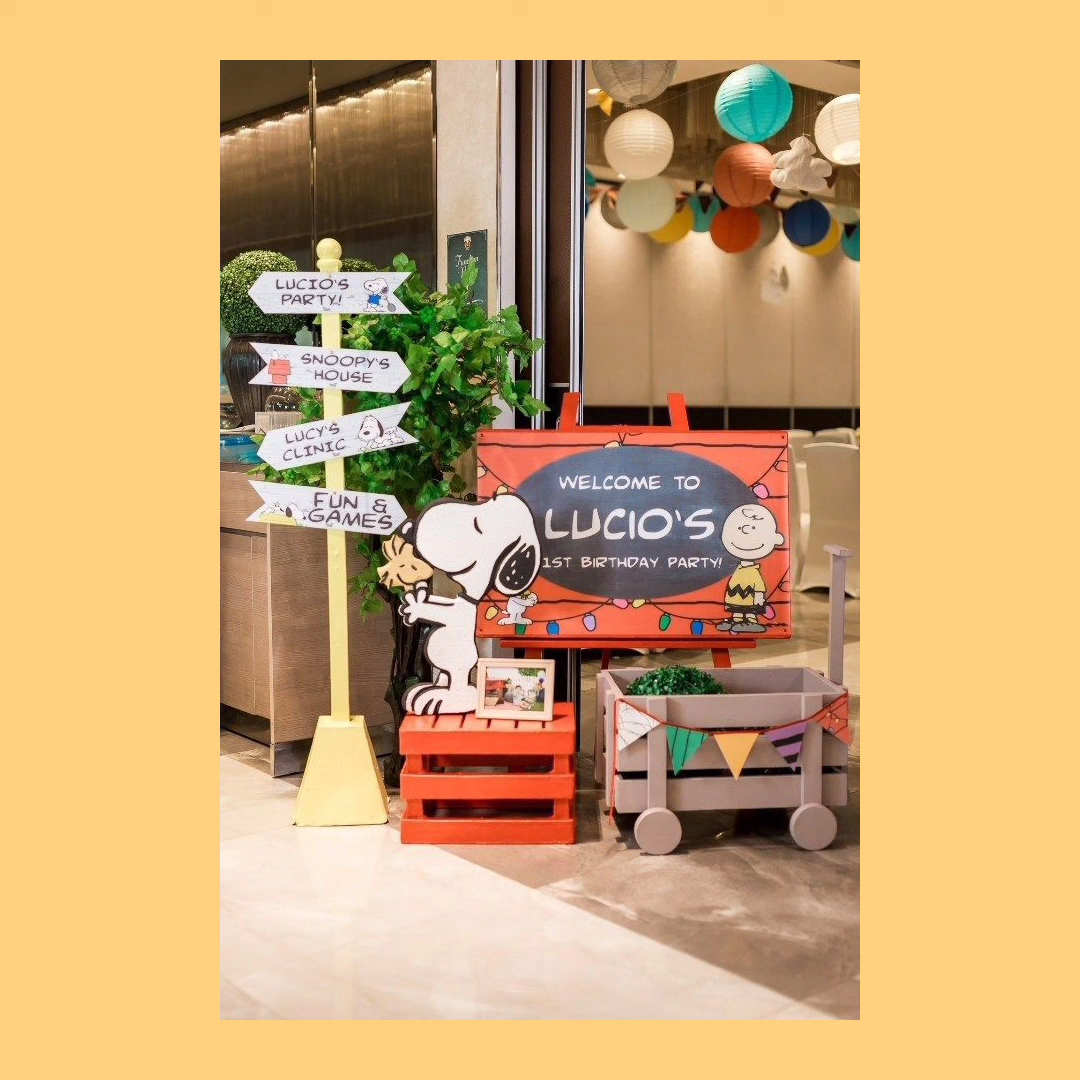 LUCIO'S
PARTY!
SNOOPY'S
HOUSE
LUCY'S
CLINIC
FUN &
GAMES
WELCOME TO
LUCIO'S
1ST BIRTHDAY PARTY!